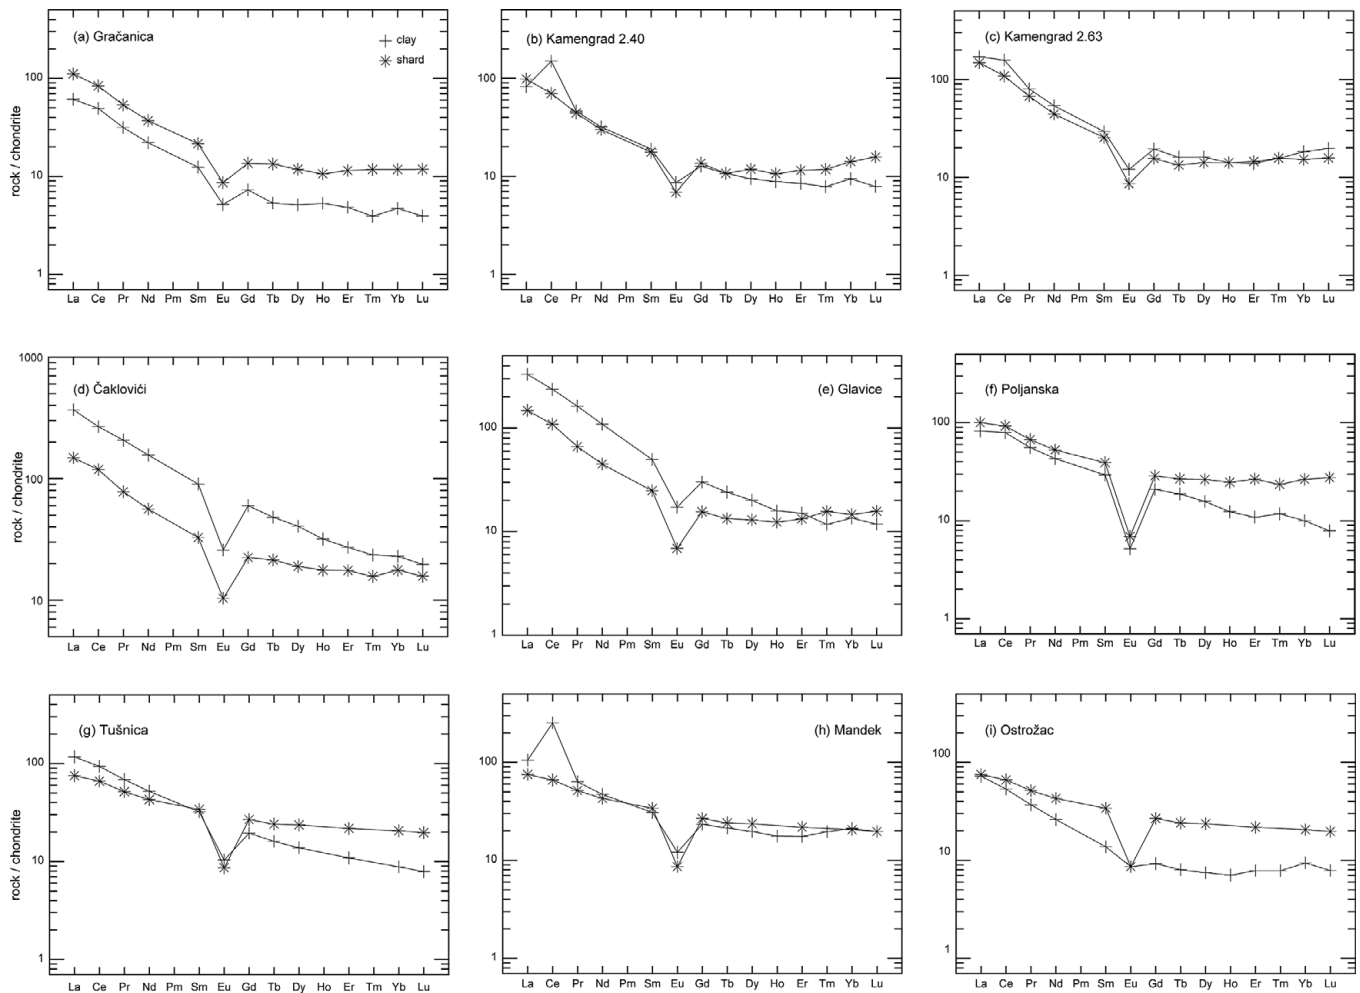 (a) Gračanica
clay
shard
rock / chondrite
100
10
1
La Ce Pr Nd Pm Sm Eu Gd Tb Dy Ho Er Tm Yb Lu
(b) Kamengrad 2.40
100
10
1
La Ce Pr Nd Pm Sm Eu Gd Tb Dy Ho Er Tm Yb Lu
(c) Kamengrad 2.63
100
10
1
La Ce Pr Nd Pm Sm Eu Gd Tb Dy Ho Er Tm Yb Lu
1000
(d) Čaklovići
100
10
La Ce Pr Nd Pm Sm Eu Gd Tb Dy Ho Er Tm Yb Lu
(e) Glavice
100
10
1
La Ce Pr Nd Pm Sm Eu Gd Tb Dy Ho Er Tm Yb Lu
(f) Poljanska
100
10
1
La Ce Pr Nd Pm Sm Eu Gd Tb Dy Ho Er Tm Yb Lu
(g) Tušnica
rock / chondrite
100
10
1
La Ce Pr Nd Pm Sm Eu Gd Tb Dy Ho Er Tm Yb Lu
(h) Mandek
100
10
1
La Ce Pr Nd Pm Sm Eu Gd Tb Dy Ho Er Tm Yb Lu
(i) Ostrožac
100
10
1
La Ce Pr Nd Pm Sm Eu Gd Tb Dy Ho Er Tm Yb Lu